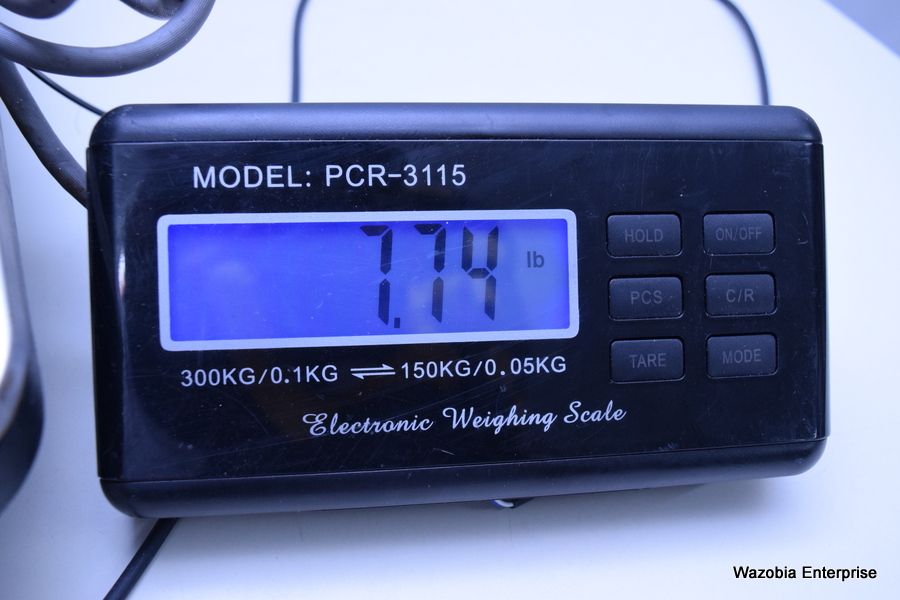 MODEL: PCR-3115
7.74 lb
HOLD ON/OFF
PCS C/R
TARE MODE
300KG/0.1KG ⇌ 150KG/0.05KG
Electronic Weighing Scale
Wazobia Enterprise